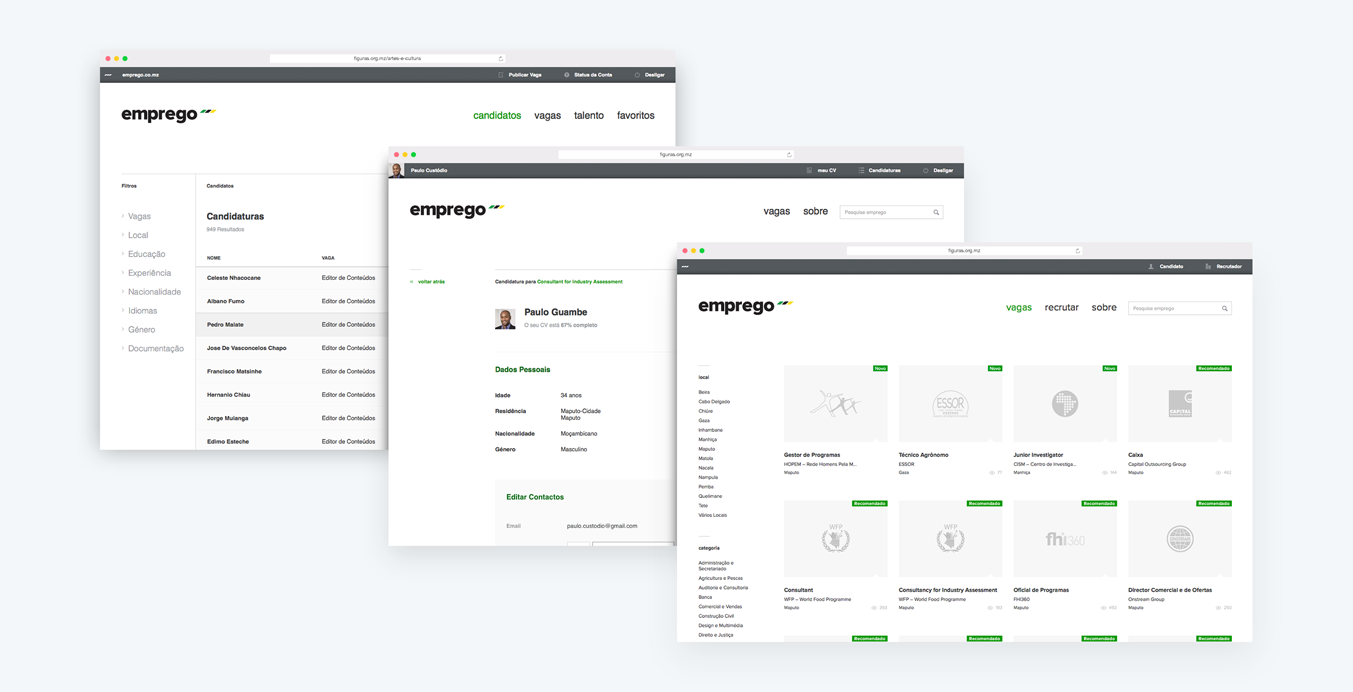 figuras.org.mz/artes-e-cultura
emprego.co.mz
Publicar Vaga
Status da Conta
Desligar
emprego
candidatos vagas talento favoritos
Filtros
Vagas
Local
Educação
Experiência
Nacionalidade
Idiomas
Género
Documentação
Candidatos
Candidaturas
949 Resultados
NOME VAGA
Celeste Nhacocane Editor de Conteúdos
Albano Fumo Editor de Conteúdos
Pedro Malate Editor de Conteúdos
Jose De Vasconcelos Chapo Editor de Conteúdos
Francisco Matsinhe Editor de Conteúdos
Hernanio Chiau Editor de Conteúdos
Jorge Mulanga Editor de Conteúdos
Edimo Esteche Editor de Conteúdos
figuras.org.mz
Paulo Custódio
meu CV
Candidaturas
Desligar
emprego
vagas sobre
Pesquise emprego
« voltar atrás
Candidatura para Consultant for Industry Assessment
Paulo Guambe
O seu CV está 87% completo
Dados Pessoais
Idade 34 anos
Residência Maputo-Cidade
Maputo
Nacionalidade Moçambicano
Género Masculino
Editar Contactos
Email paulo.custodio@gmail.com
figuras.org.mz
Candidato
Recrutador
emprego
vagas recrutar sobre
Pesquise emprego
local
Beira
Cabo Delgado
Chiúre
Gaza
Inhambane
Manhiça
Maputo
Matola
Nacala
Nampula
Pemba
Quelimane
Tete
Vários Locais
categoria
Administração e
Secretariado
Agricultura e Pescas
Auditoria e Consultoria
Banca
Comercial e Vendas
Construção Civil
Design e Multimédia
Direito e Justiça
Novo
Gestor de Programas
HOPEM – Rede Homens Pela M...
Maputo
Novo
ESSOR
Técnico Agrónomo
ESSOR
Gaza 77
Novo
Junior Investigator
CISM – Centro de Investiga...
Manhiça 144
Recomendado
CAPITAL
Caixa
Capital Outsourcing Group
Maputo 482
Recomendado
WFP
Consultant
WFP – World Food Programme
Maputo 353
Recomendado
WFP
Consultancy for Industry Assessment
WFP – World Food Programme
Maputo 193
Recomendado
fhi360
Oficial de Programas
FHI360
Maputo 462
Recomendado
Director Comercial e de Ofertas
Onstream Group
Maputo 250
Recomendado
Recomendado
Recomendado
Recomendado